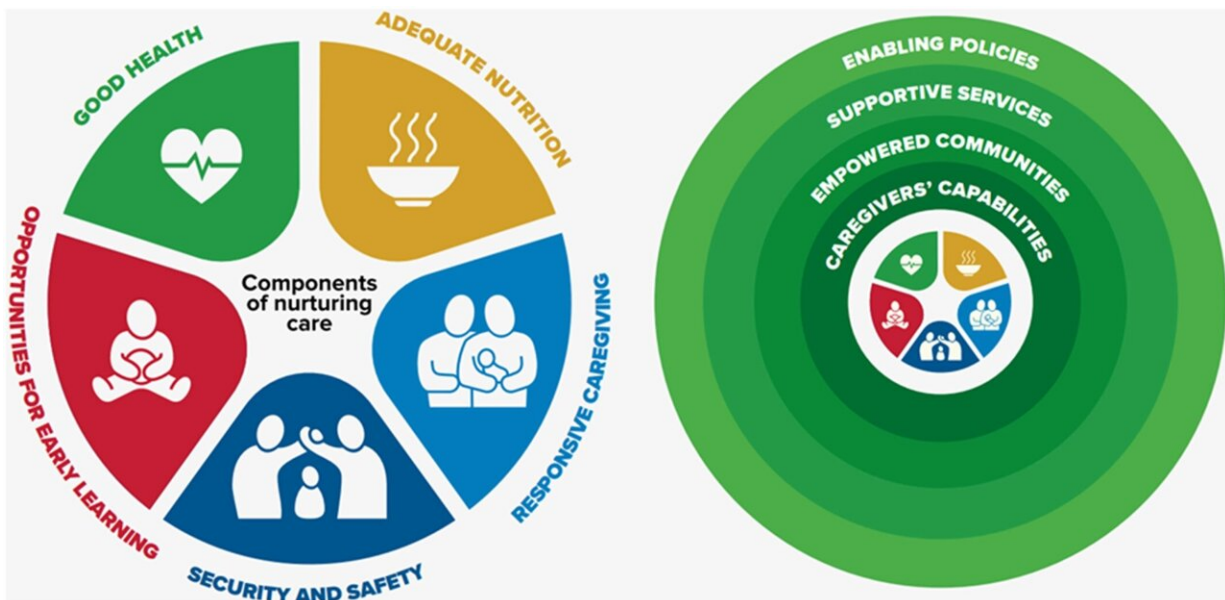 GOOD HEALTH
ADEQUATE NUTRITION
OPPORTUNITIES FOR EARLY LEARNING
Components
of nurturing
care
RESPONSIVE CAREGIVING
SECURITY AND SAFETY
ENABLING POLICIES
SUPPORTIVE SERVICES
EMPOWERED COMMUNITIES
CAREGIVERS' CAPABILITIES